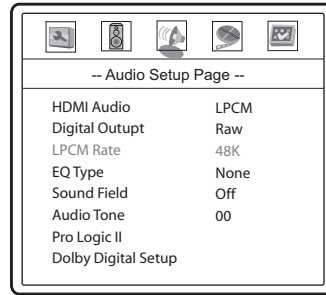 -- Audio Setup Page --
HDMI Audio LPCM
Digital Outupt Raw
LPCM Rate 48K
EQ Type None
Sound Field Off
Audio Tone 00
Pro Logic II
Dolby Digital Setup